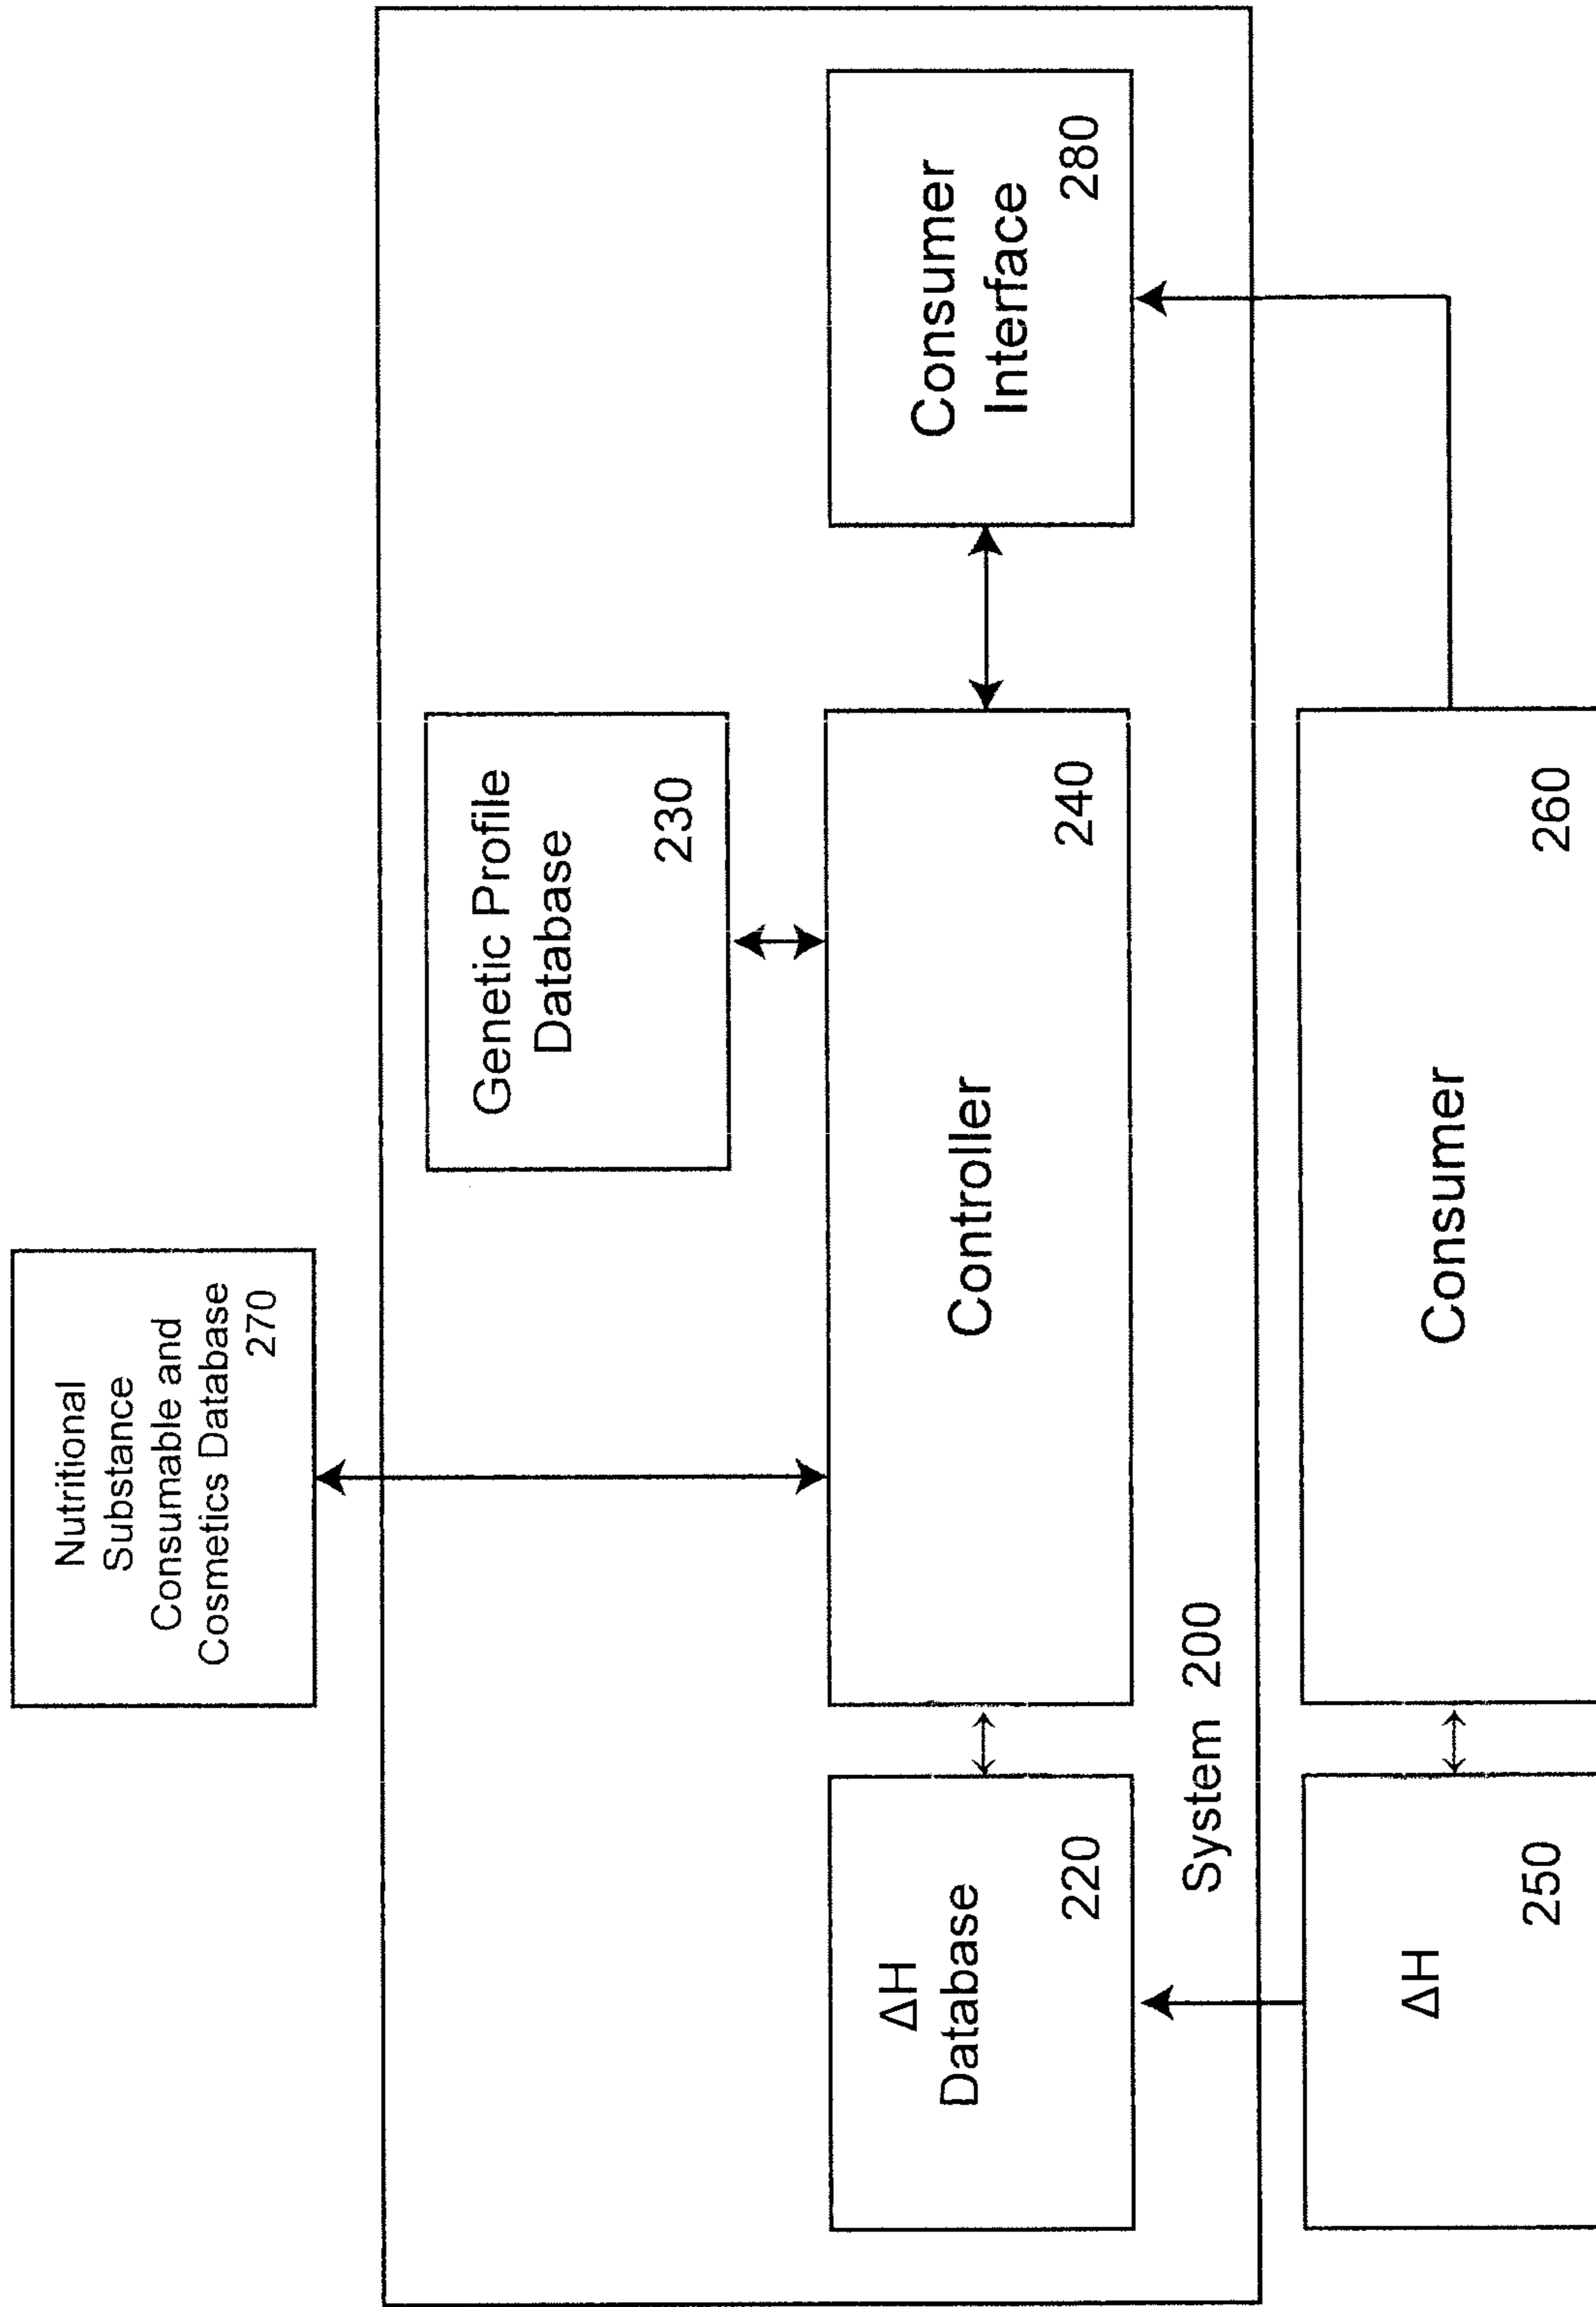 Nutritional
Substance
Consumable and
Cosmetics Database
270
Genetic Profile
Database
230
ΔH
Database
220
Controller
240
Consumer
Interface
280
System 200
ΔH
250
Consumer
260